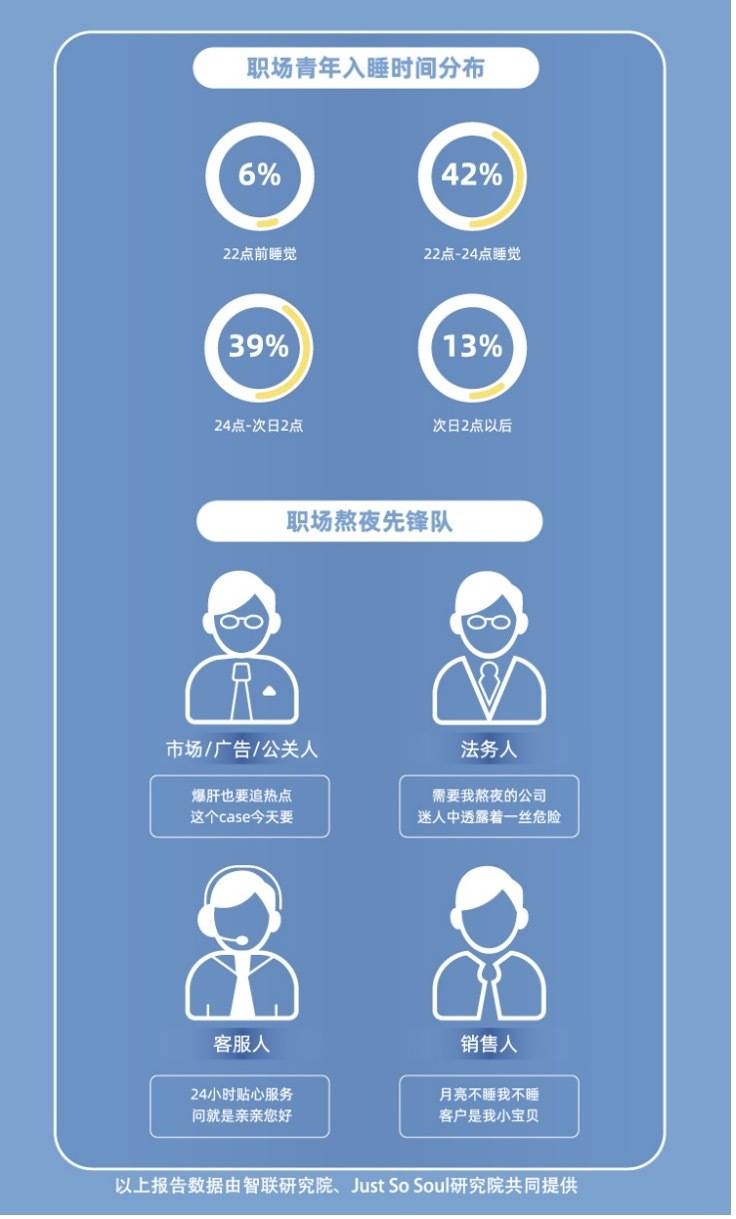 职场青年入睡时间分布
6%
42%
22点前睡觉
22点-24点睡觉
39%
13%
24点-次日2点
次日2点以后
职场熬夜先锋队
市场/广告/公关人
法务人
爆肝也要追热点
这个case今天要
需要我熬夜的公司
迷人中透露着一丝危险
客服人
销售人
24小时贴心服务
问就是亲亲您好
月亮不睡我不睡
客户是我小宝贝
以上报告数据由智联研究院、Just So Soul研究院共同提供